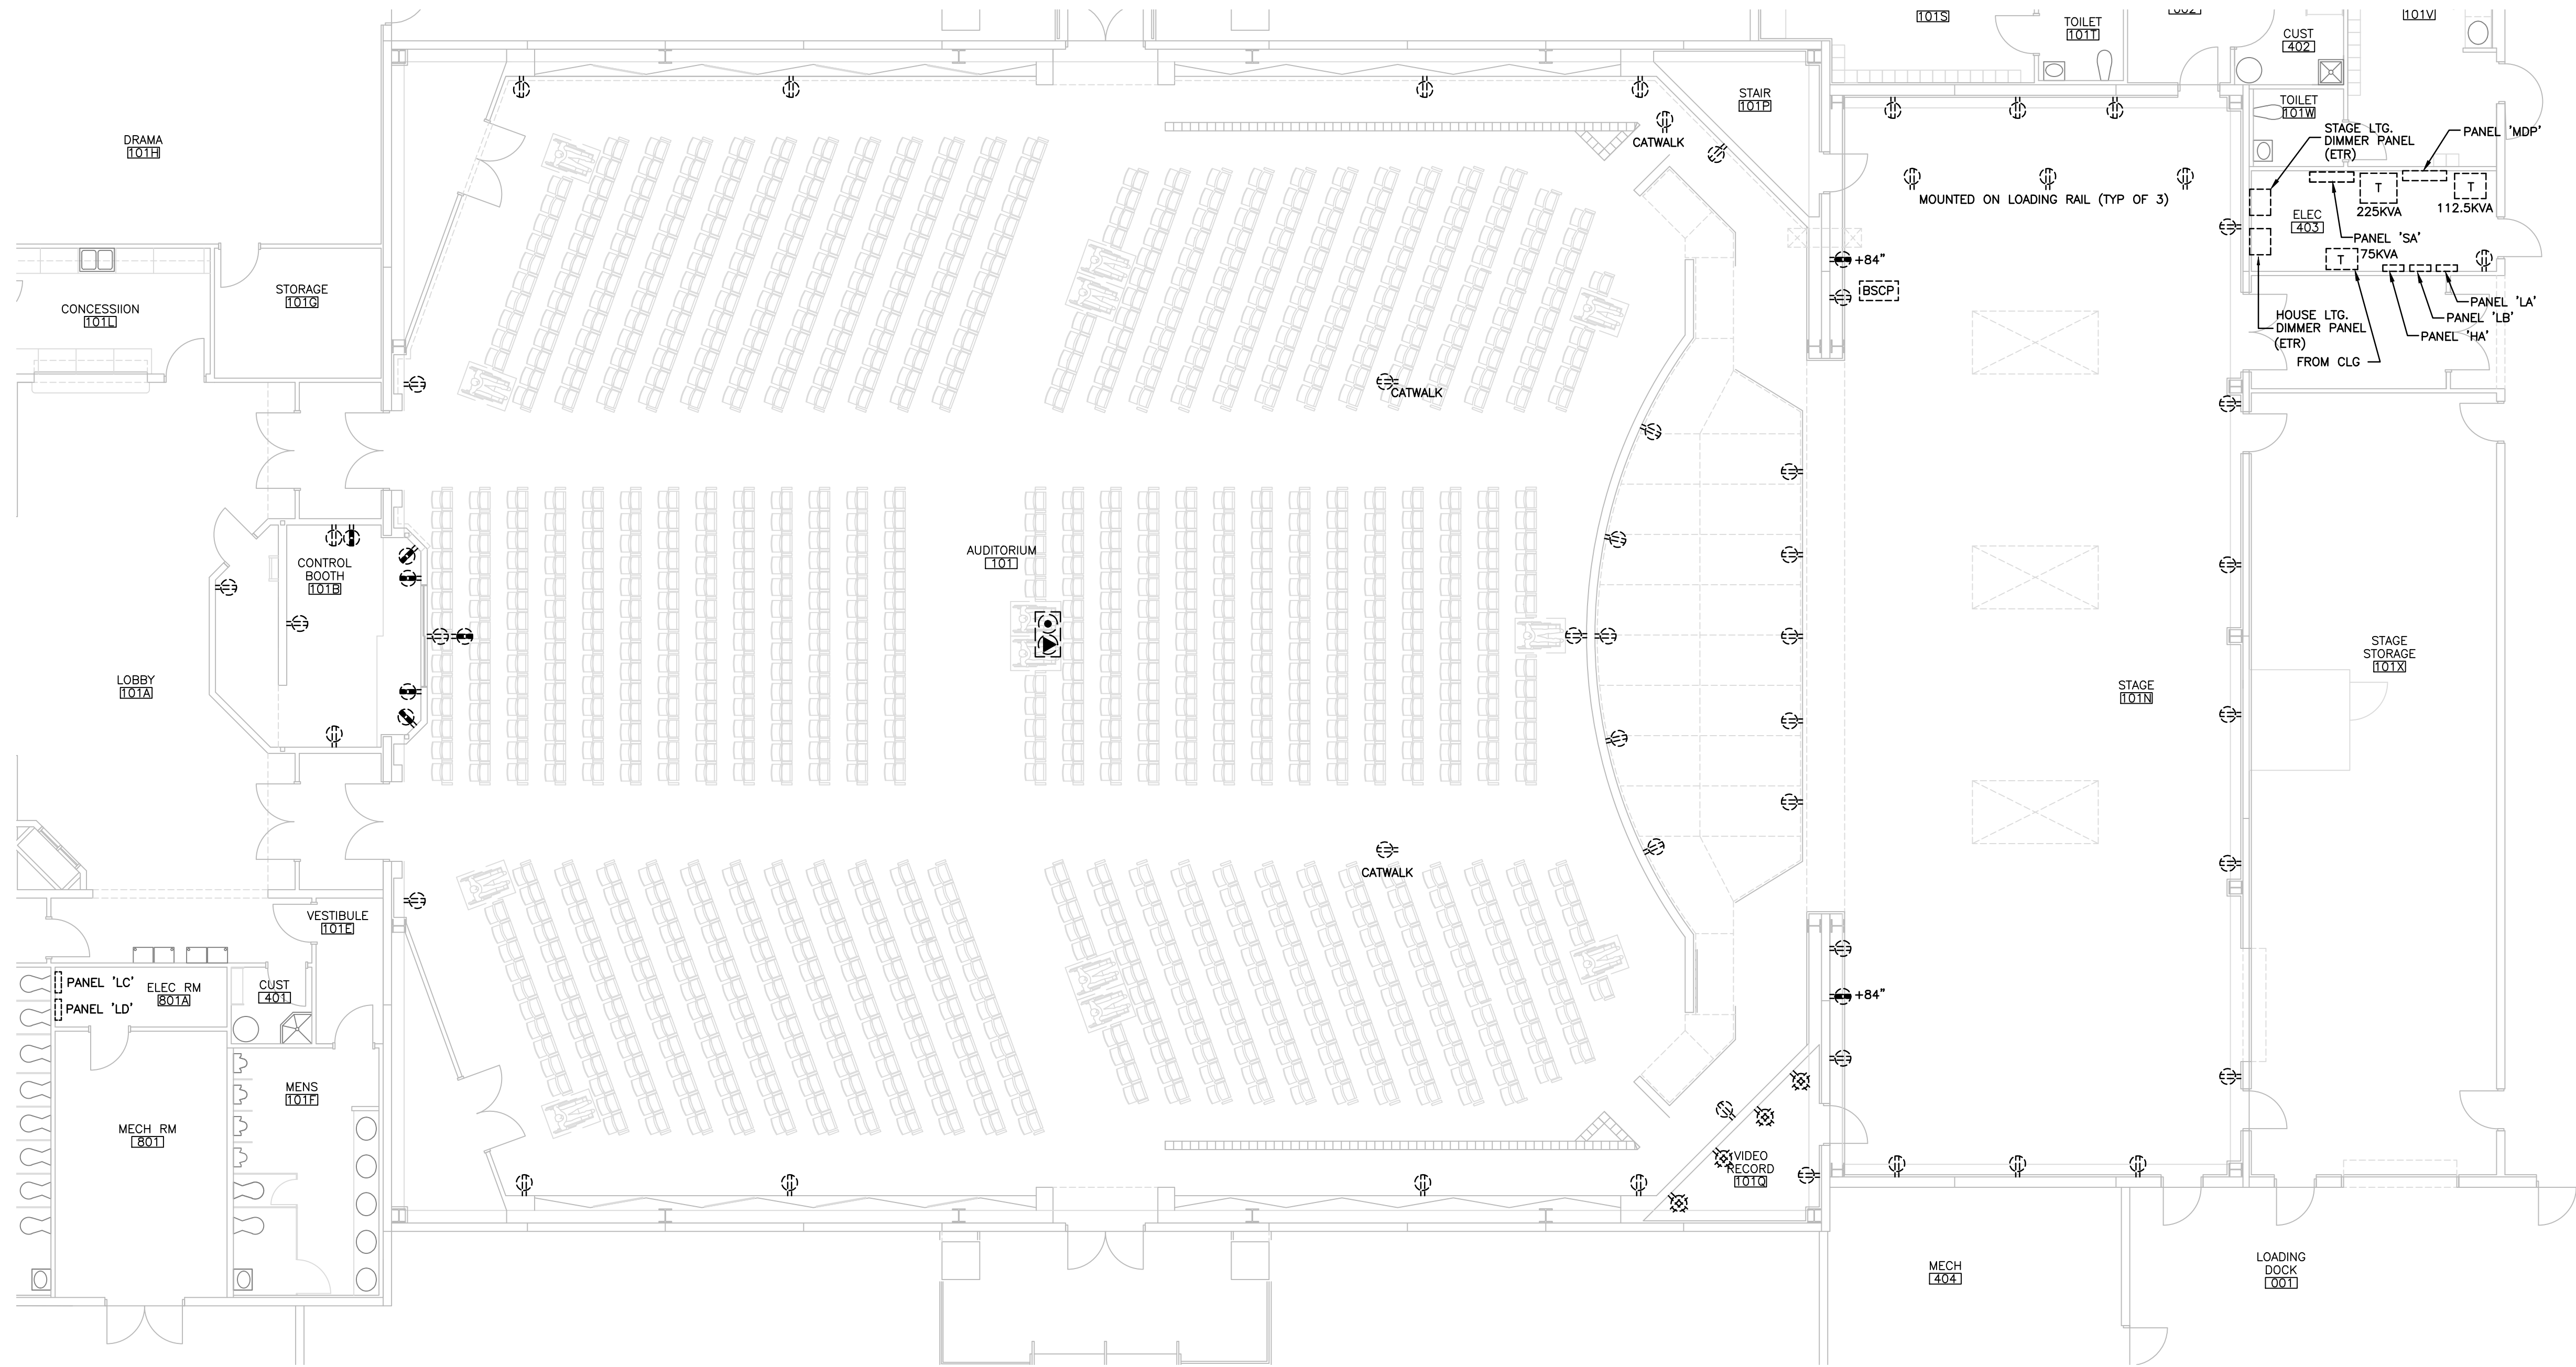 101S
TOILET
101T
002
CUST
402
101V
DRAMA
101H
STAIR
101P
CATWALK
TOILET
101W
STAGE LTG.
DIMMER PANEL
(ETR)
PANEL 'MDP'
MOUNTED ON LOADING RAIL (TYP OF 3)
T
225KVA
T
112.5KVA
ELEC
403
PANEL 'SA'
T
75KVA
+84"
BSCP
STORAGE
101G
CONCESSIION
101L
PANEL 'LA'
PANEL 'LB'
PANEL 'HA'
HOUSE LTG.
DIMMER PANEL
(ETR)
FROM CLG
CATWALK
AUDITORIUM
101
CONTROL
BOOTH
101B
LOBBY
101A
STAGE
101N
STAGE
STORAGE
101X
CATWALK
VESTIBULE
101E
PANEL 'LC'
ELEC RM
801A
PANEL 'LD'
CUST
401
+84"
MENS
101F
MECH RM
801
VIDEO
RECORD
101Q
MECH
404
LOADING
DOCK
001